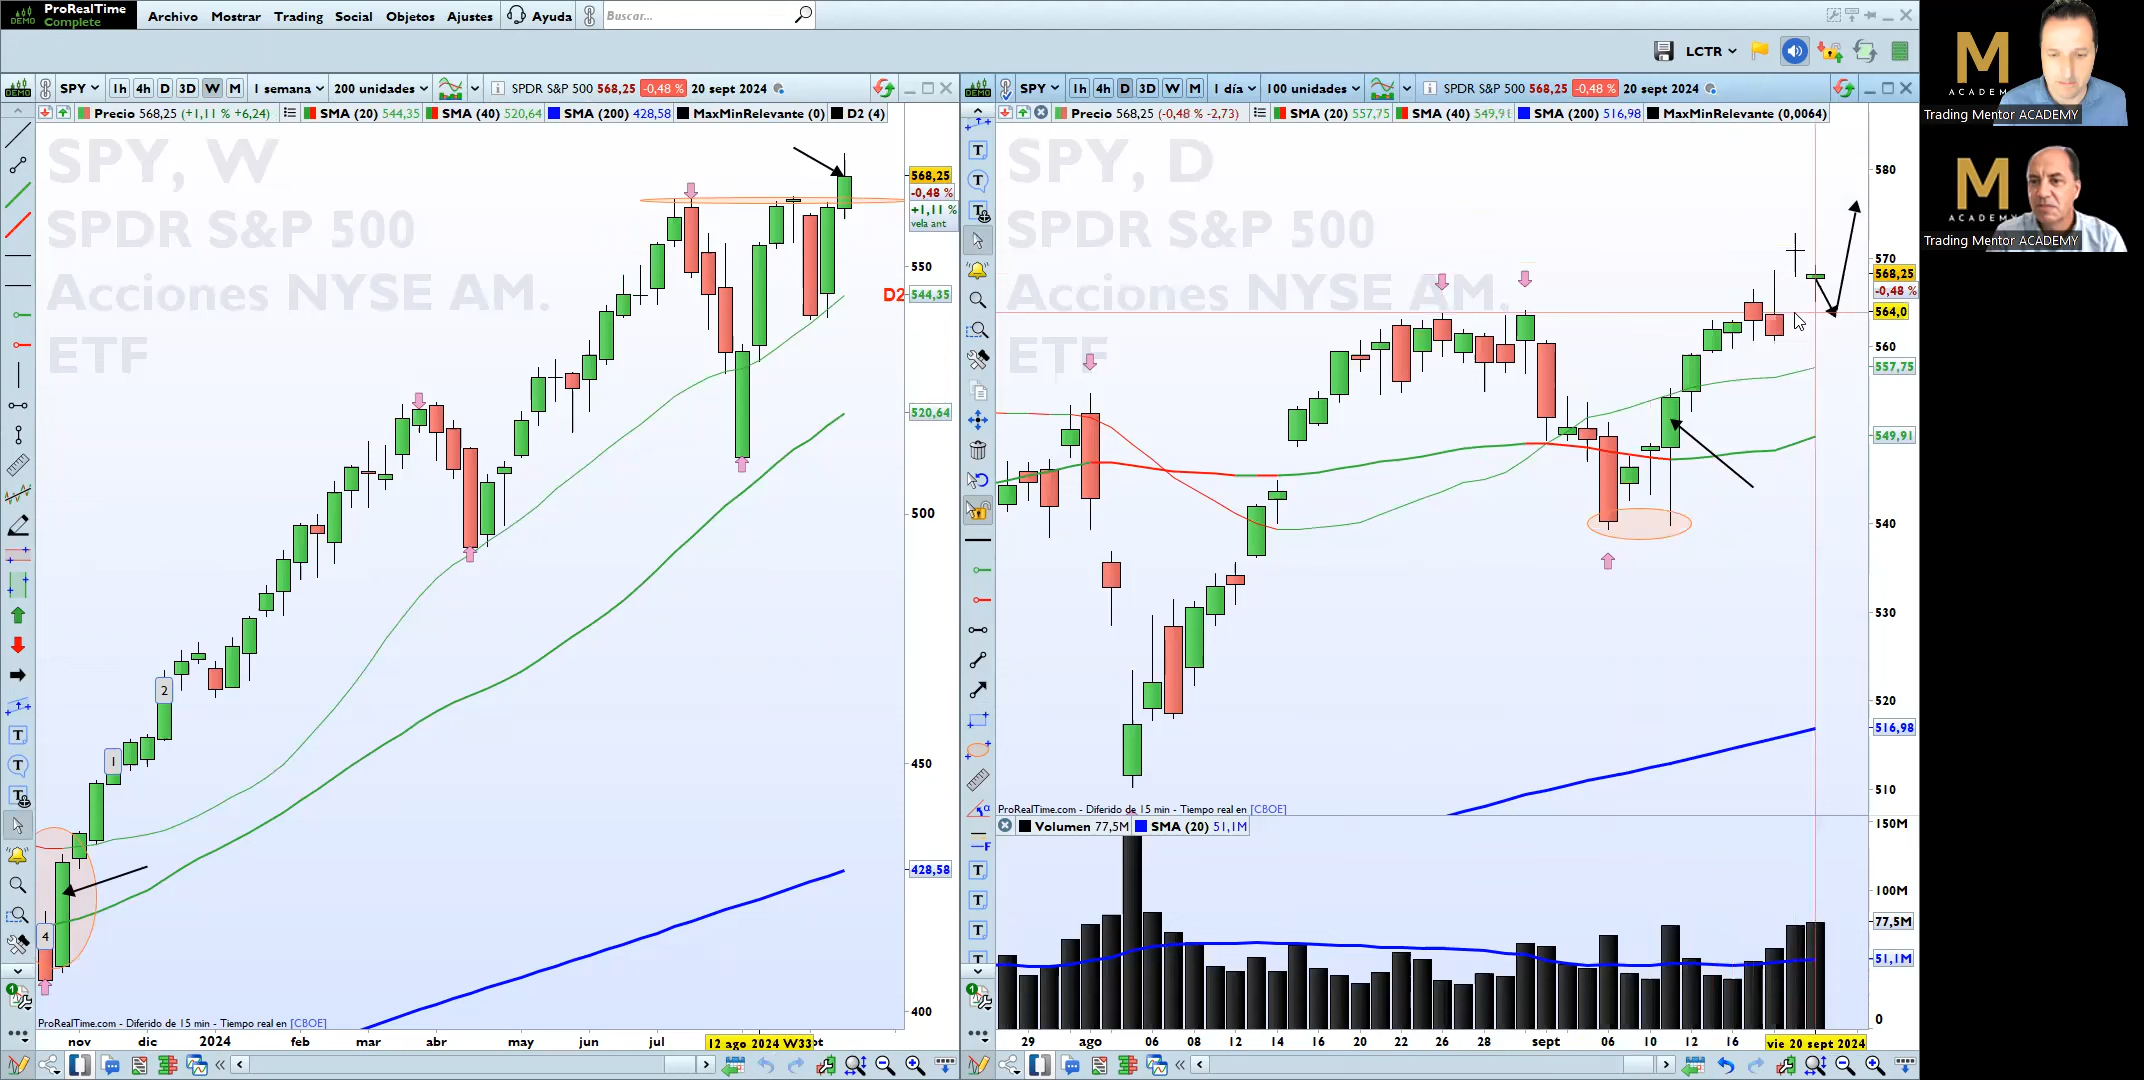 ProRealTime
DEMO Complete
Archivo Mostrar Trading Social Objetos Ajustes Ayuda Buscar...
LCTR
SPY 1h 4h D 3D W M 1 semana 200 unidades SPDR S&P 500 568,25 -0,48 % 20 sept 2024
Precio 568,25 (+1,11 % +6,24) SMA (20) 544,35 SMA (40) 520,64 SMA (200) 428,58 MaxMinRelevante (0) D2 (4)
SPY, W
SPDR S&P 500
Acciones NYSE AM.
ETF
568,25
-0,48 %
+1,11 %
vela ant
550
D2 544,35
520,64
500
450
428,58
400
2
1
4
ProRealTime.com - Diferido de 15 min - Tiempo real en [CBOE]
nov dic 2024 feb mar abr may jun jul 12 ago 2024 W33 pt
SPY 1h 4h D 3D W M 1 día 100 unidades SPDR S&P 500 568,25 -0,48 % 20 sept 2024
Precio 568,25 (-0,48 % -2,73) SMA (20) 557,75 SMA (40) 549,91 SMA (200) 516,98 MaxMinRelevante (0,0064)
SPY, D
SPDR S&P 500
Acciones NYSE AM.
ETF
580
570
568,25
-0,48 %
564,0
560
557,75
549,91
540
530
520
516,98
510
ProRealTime.com - Diferido de 15 min - Tiempo real en [CBOE]
Volumen 77,5M SMA (20) 51,1M
150M
100M
77,5M
51,1M
0
29 ago 06 08 12 14 16 20 22 26 28 sept 06 10 12 16 vie 20 sept 2024
M
ACADEM
Trading Mentor ACADEMY
M
ACADEMY
Trading Mentor ACADEMY